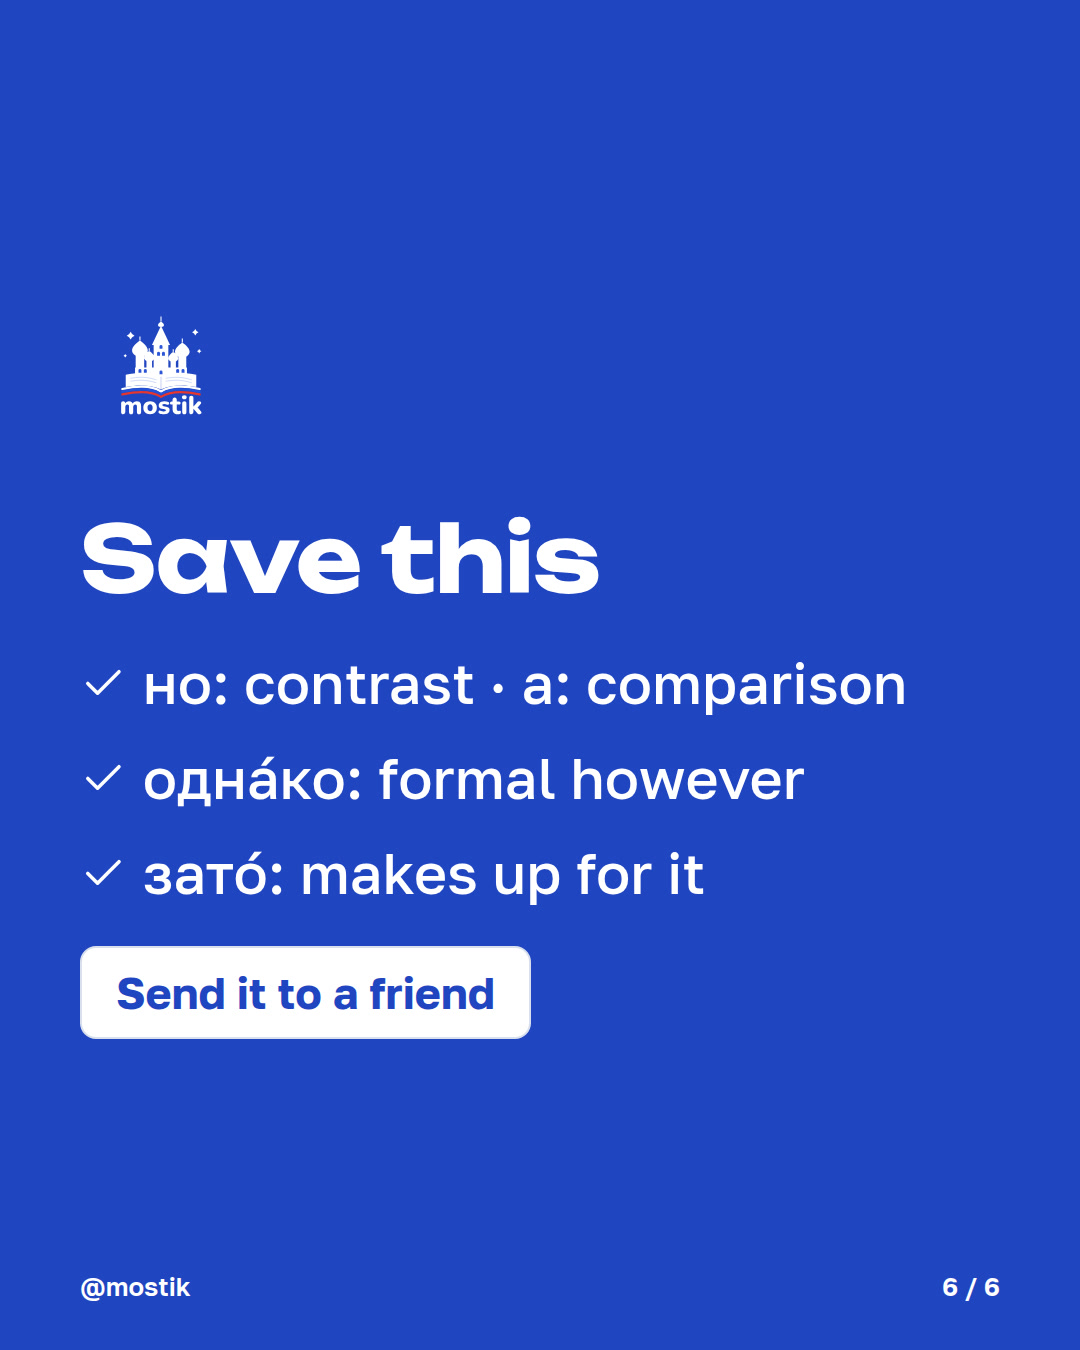 mostik
Save this
но: contrast · а: comparison
одна́ко: formal however
зато́: makes up for it
Send it to a friend
@mostik
6 / 6